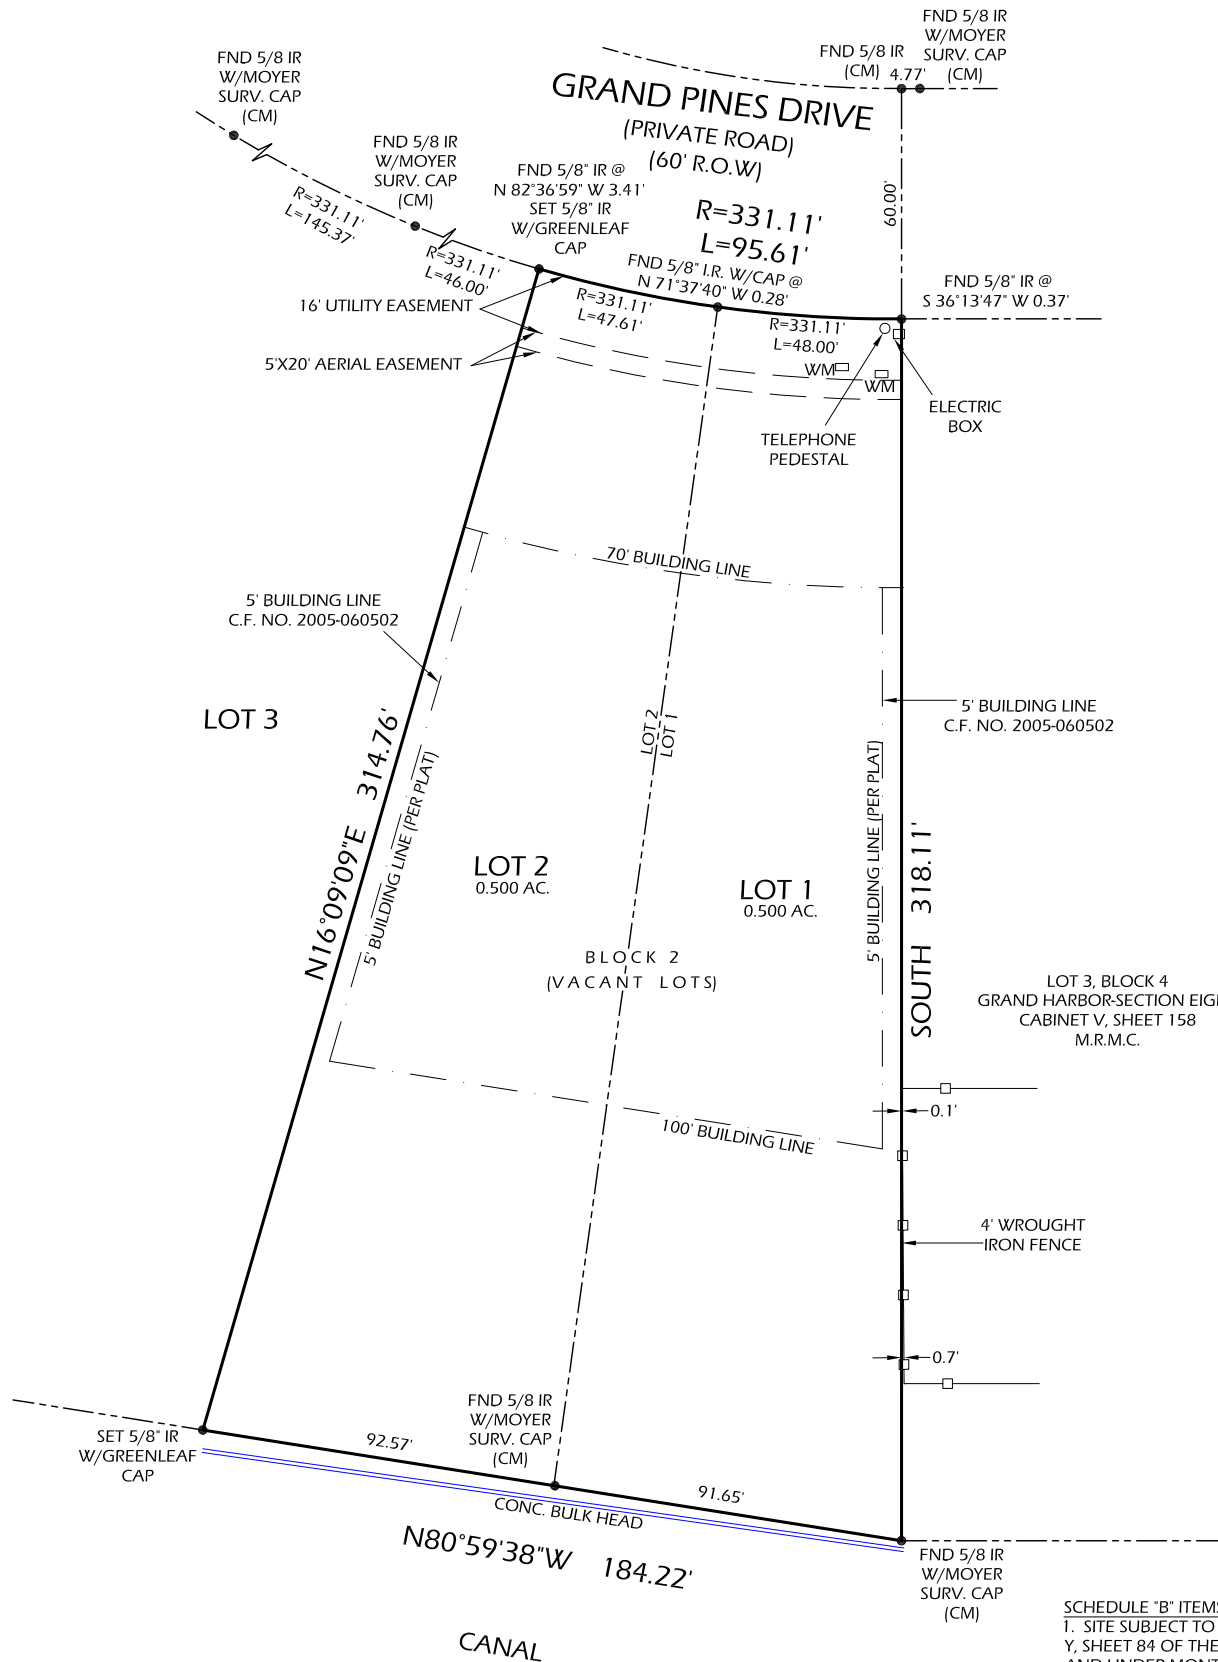 FND 5/8 IR
W/MOYER
SURV. CAP
(CM)
FND 5/8 IR
(CM)
4.77'
FND 5/8 IR
W/MOYER
SURV. CAP
(CM)
GRAND PINES DRIVE
(PRIVATE ROAD)
(60' R.O.W)
FND 5/8 IR
W/MOYER
SURV. CAP
(CM)
FND 5/8" IR @
N 82°36'59" W 3.41'
SET 5/8" IR
W/GREENLEAF
CAP
R=331.11'
L=145.37'
R=331.11'
L=46.00'
R=331.11'
L=95.61'
60.00'
FND 5/8" I.R. W/CAP @
N 71°37'40" W 0.28'
FND 5/8" IR @
S 36°13'47" W 0.37'
16' UTILITY EASEMENT
R=331.11'
L=47.61'
R=331.11'
L=48.00'
5'X20' AERIAL EASEMENT
WM
WM
ELECTRIC
BOX
TELEPHONE
PEDESTAL
70' BUILDING LINE
5' BUILDING LINE
C.F. NO. 2005-060502
LOT 3
N16°09'09"E 314.76'
5' BUILDING LINE (PER PLAT)
LOT 2
LOT 1
5' BUILDING LINE
C.F. NO. 2005-060502
5' BUILDING LINE (PER PLAT)
SOUTH 318.11'
LOT 2
0.500 AC.
LOT 1
0.500 AC.
BLOCK 2
(VACANT LOTS)
LOT 3, BLOCK 4
GRAND HARBOR-SECTION EIG
CABINET V, SHEET 158
M.R.M.C.
0.1'
100' BUILDING LINE
4' WROUGHT
IRON FENCE
0.7'
FND 5/8 IR
W/MOYER
SURV. CAP
(CM)
SET 5/8" IR
W/GREENLEAF
CAP
92.57'
91.65'
CONC. BULK HEAD
N80°59'38"W 184.22'
FND 5/8 IR
W/MOYER
SURV. CAP
(CM)
CANAL
SCHEDULE "B" ITEMS
1. SITE SUBJECT TO
Y, SHEET 84 OF THE
AND UNDER MONT